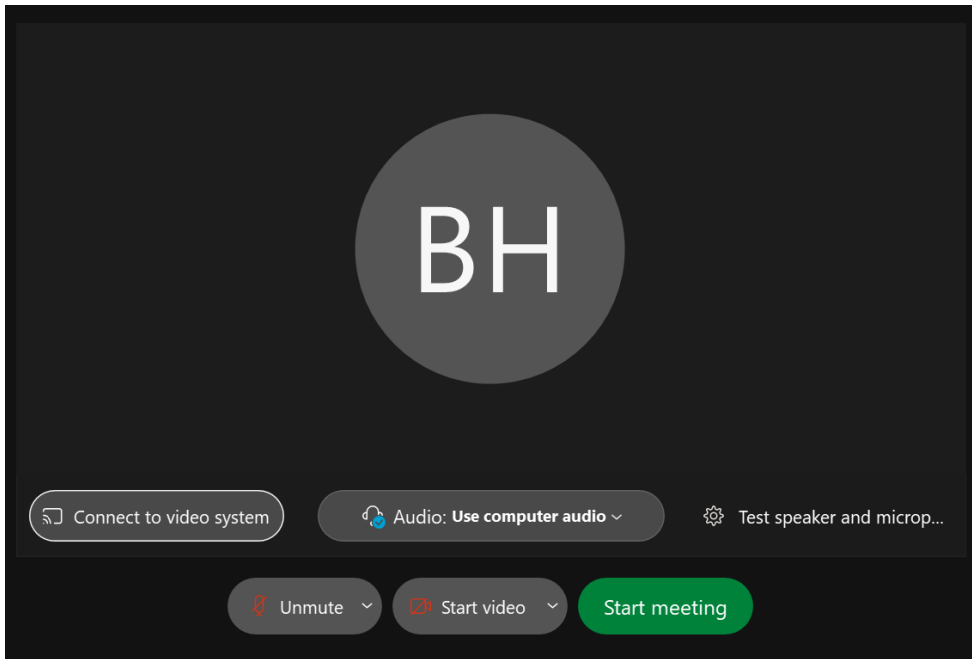 BH
Connect to video system
Audio: Use computer audio
Test speaker and microp...
Unmute
Start video
Start meeting